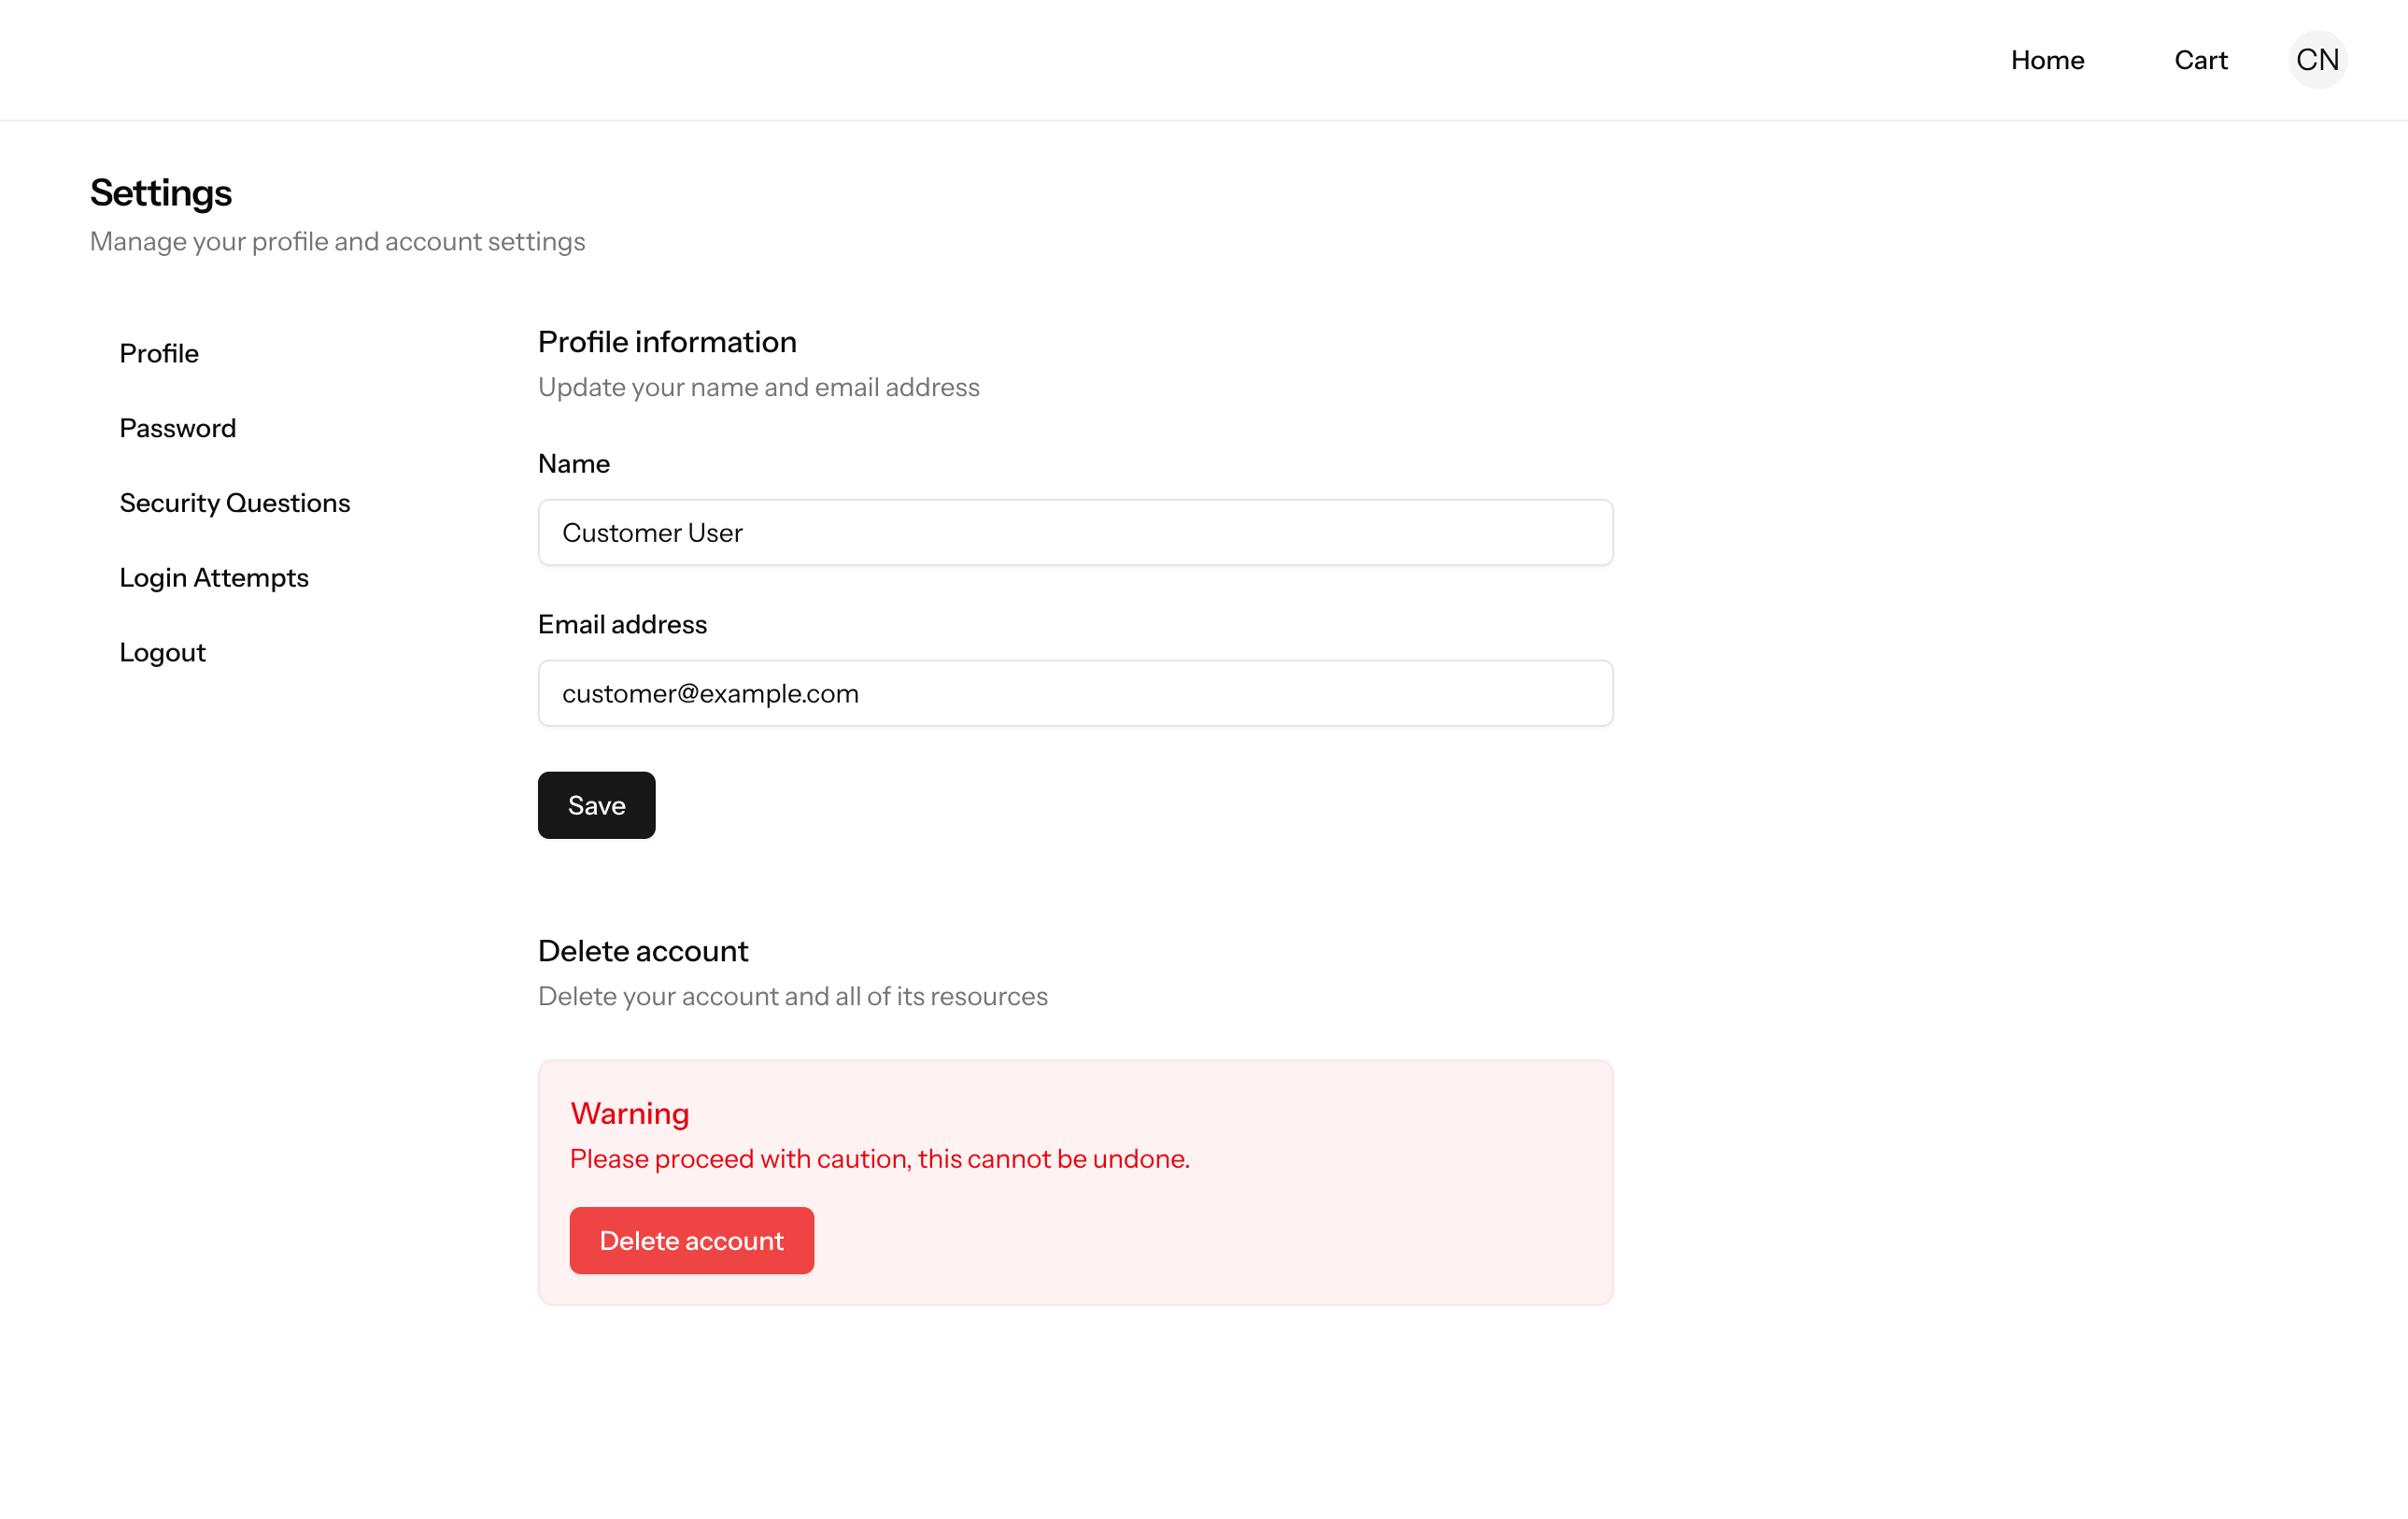 Home
Cart
CN
Settings
Manage your profile and account settings
Profile
Password
Security Questions
Login Attempts
Logout
Profile information
Update your name and email address
Name
Customer User
Email address
customer@example.com
Save
Delete account
Delete your account and all of its resources
Warning
Please proceed with caution, this cannot be undone.
Delete account